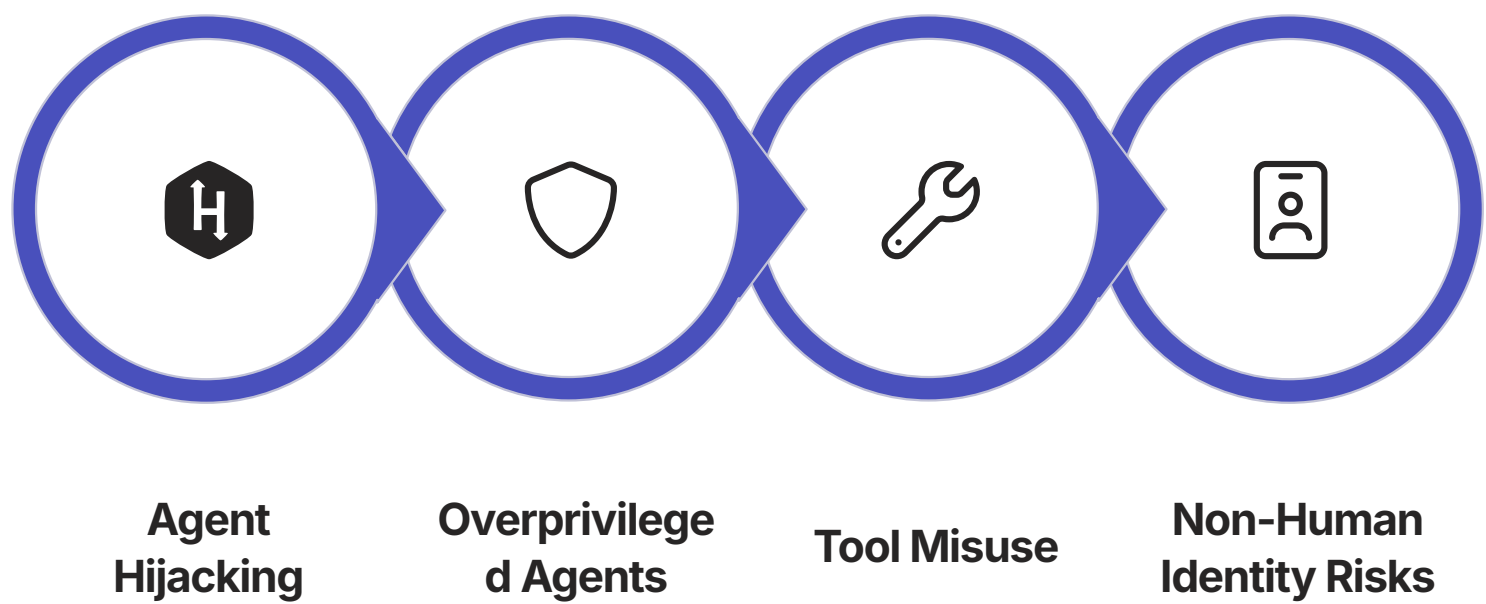 H
Agent
Hijacking
Overprivilege
d Agents
Tool Misuse
Non-Human
Identity Risks